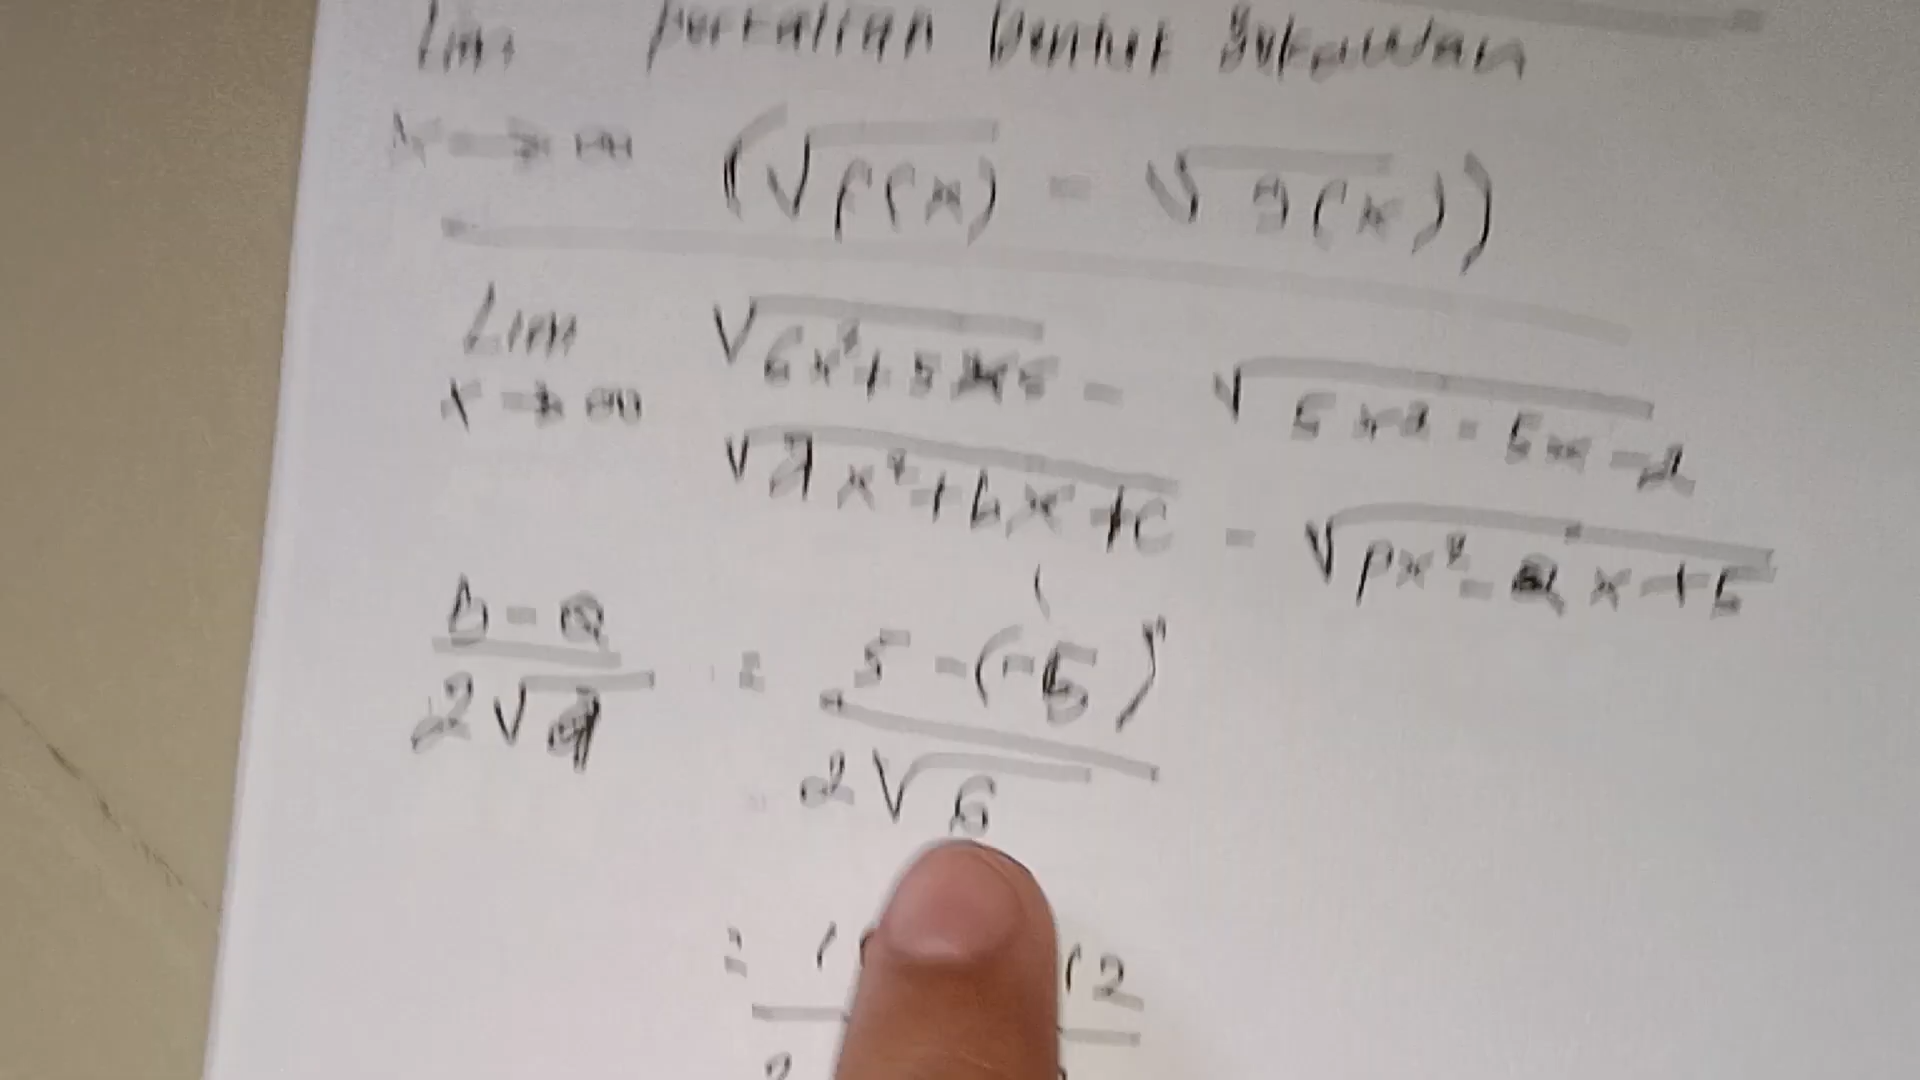 Lim perkalian bentuk sekawan
x→∞ (√f(x) - √g(x))
Lim √6x²+5x5 - √5x2-5x-2
x→∞ √ax²+bx+c - √px²-qx+5
b-q/2√a = 5-(-5)/2√6
=